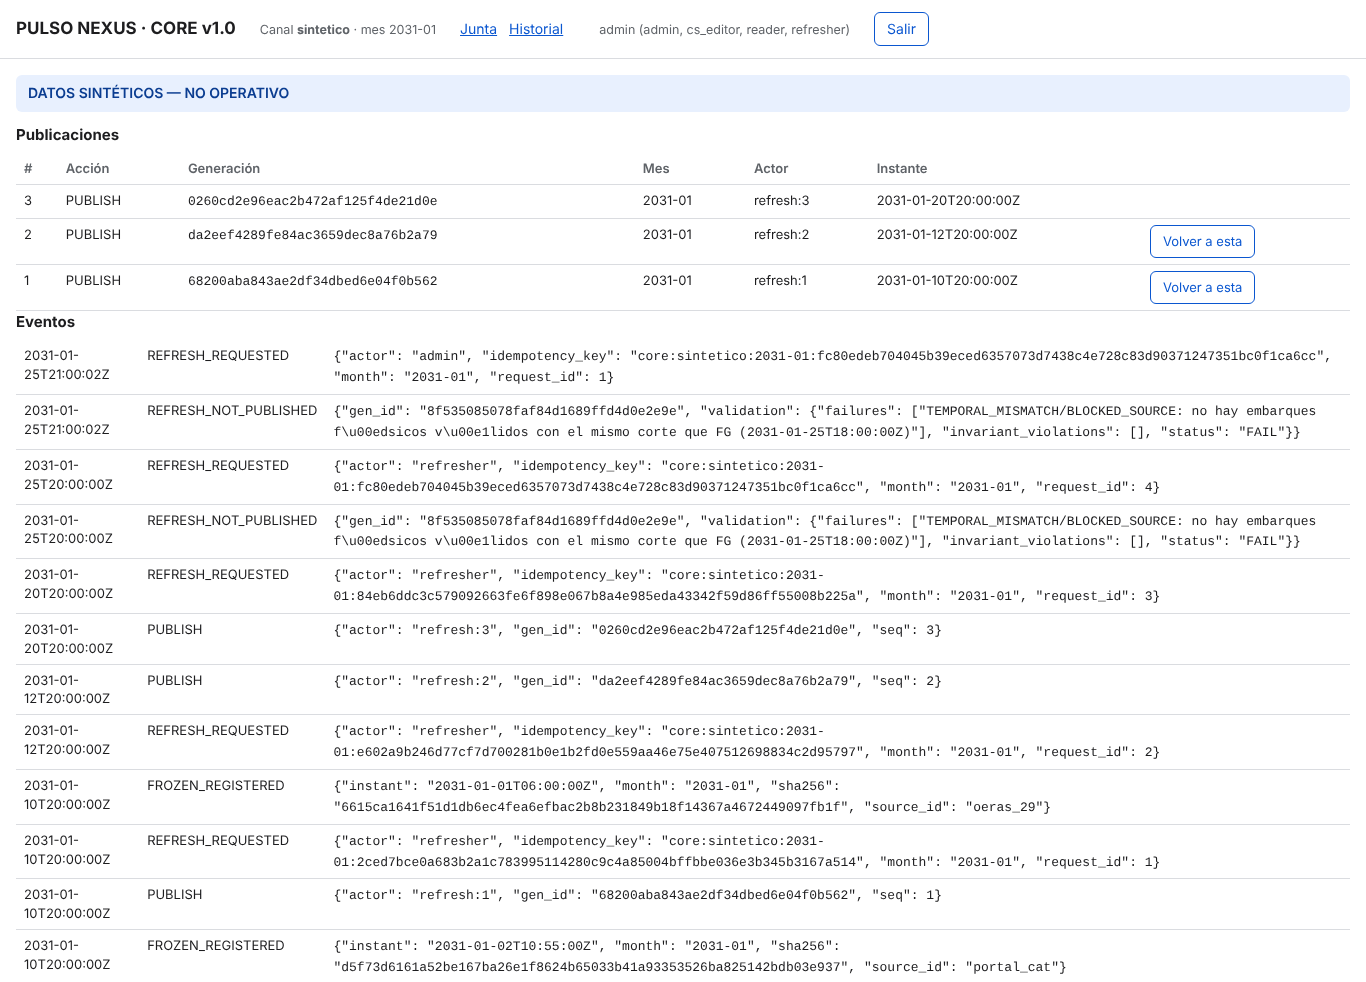 PULSO NEXUS · CORE v1.0 Canal sintetico · mes 2031-01 Junta Historial admin (admin, cs_editor, reader, refresher) Salir
DATOS SINTÉTICOS — NO OPERATIVO
Publicaciones
# Acción Generación Mes Actor Instante
3 PUBLISH 0260cd2e96eac2b472af125f4de21d0e 2031-01 refresh:3 2031-01-20T20:00:00Z
2 PUBLISH da2eef4289fe84ac3659dec8a76b2a79 2031-01 refresh:2 2031-01-12T20:00:00Z Volver a esta
1 PUBLISH 68200aba843ae2df34dbed6e04f0b562 2031-01 refresh:1 2031-01-10T20:00:00Z Volver a esta
Eventos
2031-01- REFRESH_REQUESTED {"actor": "admin", "idempotency_key": "core:sintetico:2031-01:fc80edeb704045b39eced6357073d7438c4e728c83d90371247351bc0f1ca6cc",
25T21:00:02Z "month": "2031-01", "request_id": 1}
2031-01- REFRESH_NOT_PUBLISHED {"gen_id": "8f535085078faf84d1689ffd4d0e2e9e", "validation": {"failures": ["TEMPORAL_MISMATCH/BLOCKED_SOURCE: no hay embarques
25T21:00:02Z f\u00edsicos v\u00e1lidos con el mismo corte que FG (2031-01-25T18:00:00Z)"], "invariant_violations": [], "status": "FAIL"}}
2031-01- REFRESH_REQUESTED {"actor": "refresher", "idempotency_key": "core:sintetico:2031-
25T20:00:00Z 01:fc80edeb704045b39eced6357073d7438c4e728c83d90371247351bc0f1ca6cc", "month": "2031-01", "request_id": 4}
2031-01- REFRESH_NOT_PUBLISHED {"gen_id": "8f535085078faf84d1689ffd4d0e2e9e", "validation": {"failures": ["TEMPORAL_MISMATCH/BLOCKED_SOURCE: no hay embarques
25T20:00:00Z f\u00edsicos v\u00e1lidos con el mismo corte que FG (2031-01-25T18:00:00Z)"], "invariant_violations": [], "status": "FAIL"}}
2031-01- REFRESH_REQUESTED {"actor": "refresher", "idempotency_key": "core:sintetico:2031-
20T20:00:00Z 01:84eb6ddc3c579092663fe6f898e067b8a4e985eda43342f59d86ff55008b225a", "month": "2031-01", "request_id": 3}
2031-01- PUBLISH {"actor": "refresh:3", "gen_id": "0260cd2e96eac2b472af125f4de21d0e", "seq": 3}
20T20:00:00Z
2031-01- PUBLISH {"actor": "refresh:2", "gen_id": "da2eef4289fe84ac3659dec8a76b2a79", "seq": 2}
12T20:00:00Z
2031-01- REFRESH_REQUESTED {"actor": "refresher", "idempotency_key": "core:sintetico:2031-
12T20:00:00Z 01:e602a9b246d77cf7d700281b0e1b2fd0e559aa46e75e407512698834c2d95797", "month": "2031-01", "request_id": 2}
2031-01- FROZEN_REGISTERED {"instant": "2031-01-01T06:00:00Z", "month": "2031-01", "sha256":
10T20:00:00Z "6615ca1641f51d1db6ec4fea6efbac2b8b231849b18f14367a4672449097fb1f", "source_id": "oeras_29"}
2031-01- REFRESH_REQUESTED {"actor": "refresher", "idempotency_key": "core:sintetico:2031-
10T20:00:00Z 01:2ced7bce0a683b2a1c783995114280c9c4a85004bffbbe036e3b345b3167a514", "month": "2031-01", "request_id": 1}
2031-01- PUBLISH {"actor": "refresh:1", "gen_id": "68200aba843ae2df34dbed6e04f0b562", "seq": 1}
10T20:00:00Z
2031-01- FROZEN_REGISTERED {"instant": "2031-01-02T10:55:00Z", "month": "2031-01", "sha256":
10T20:00:00Z "d5f73d6161a52be167ba26e1f8624b65033b41a93353526ba825142bdb03e937", "source_id": "portal_cat"}